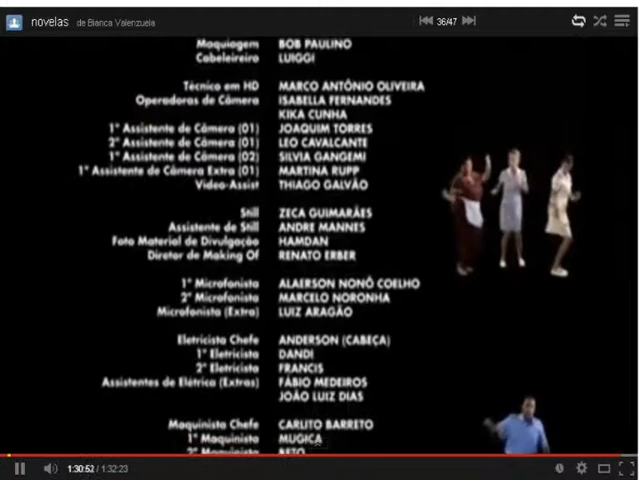 novelas de Bianca Valenzuela 36/47
Maquiagem BOB PAULINO
Cabeleireiro LUIGGI
Técnico em HD MARCO ANTÔNIO OLIVEIRA
Operadoras de Câmera ISABELLA FERNANDES
KIKA CUNHA
1º Assistente de Câmera (01) JOAQUIM TORRES
2º Assistente de Câmera (01) LEO CAVALCANTE
1º Assistente de Câmera (02) SILVIA GANGEMI
1º Assistente de Câmera Extra (01) MARTINA RUPP
Video-Assist THIAGO GALVÃO
Still ZECA GUIMARÃES
Assistente de Still ANDRE MANNES
Foto Material de Divulgação HAMDAN
Diretor de Making Of RENATO ERBER
1º Microfonista ALAERSON NONÔ COELHO
2º Microfonista MARCELO NORONHA
Microfonista (Extra) LUIZ ARAGÃO
Eletricista Chefe ANDERSON (CABEÇA)
1º Eletricista DANDI
2º Eletricista FRANCIS
Assistentes de Elétrica (Extras) FÁBIO MEDEIROS
JOÃO LUIZ DIAS
Maquinista Chefe CARLITO BARRETO
1º Maquinista MUGICA
2º Maquinista BETO
1:30:52 / 1:32:23